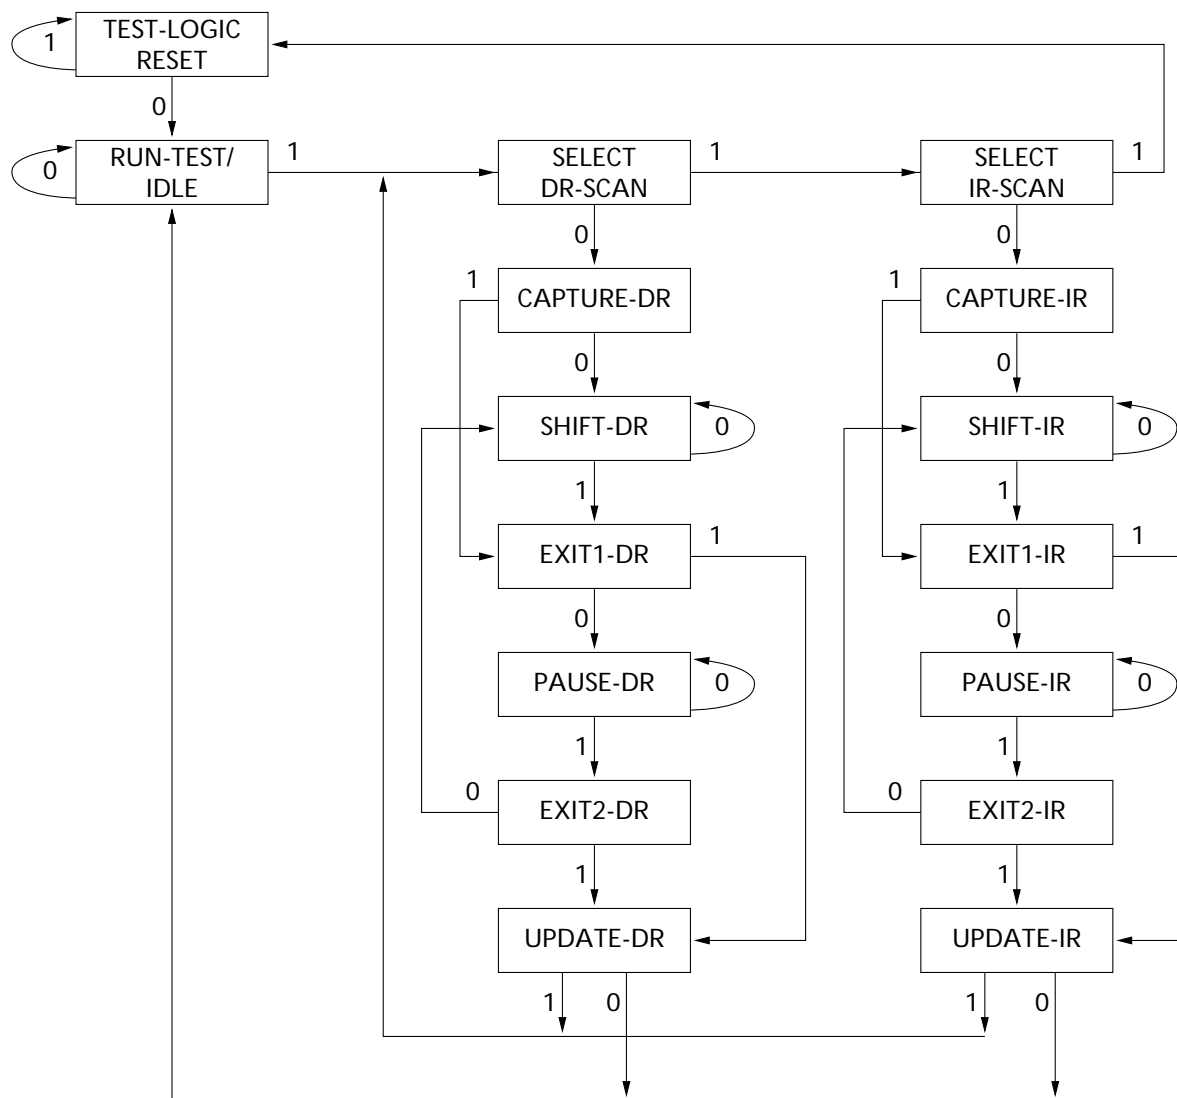 TEST-LOGIC
RESET
1
0
RUN-TEST/
IDLE
0
1
SELECT
DR-SCAN
1
SELECT
IR-SCAN
1
0
0
1
CAPTURE-DR
1
CAPTURE-IR
0
0
SHIFT-DR
0
SHIFT-IR
0
1
1
EXIT1-DR
1
EXIT1-IR
1
0
0
PAUSE-DR
0
PAUSE-IR
0
1
1
0
EXIT2-DR
0
EXIT2-IR
1
1
UPDATE-DR
UPDATE-IR
1
0
1
0